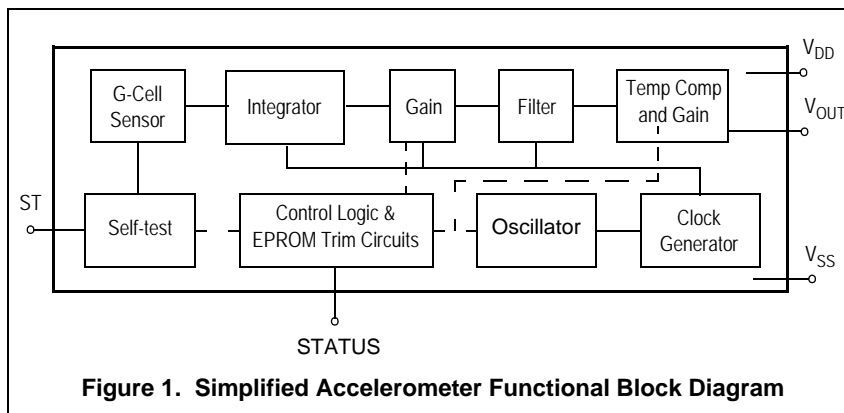 G-Cell
Sensor
Integrator
Gain
Filter
Temp Comp
and Gain
V_DD
V_OUT
ST
Self-test
Control Logic &
EPROM Trim Circuits
Oscillator
Clock
Generator
V_SS
STATUS
Figure 1. Simplified Accelerometer Functional Block Diagram